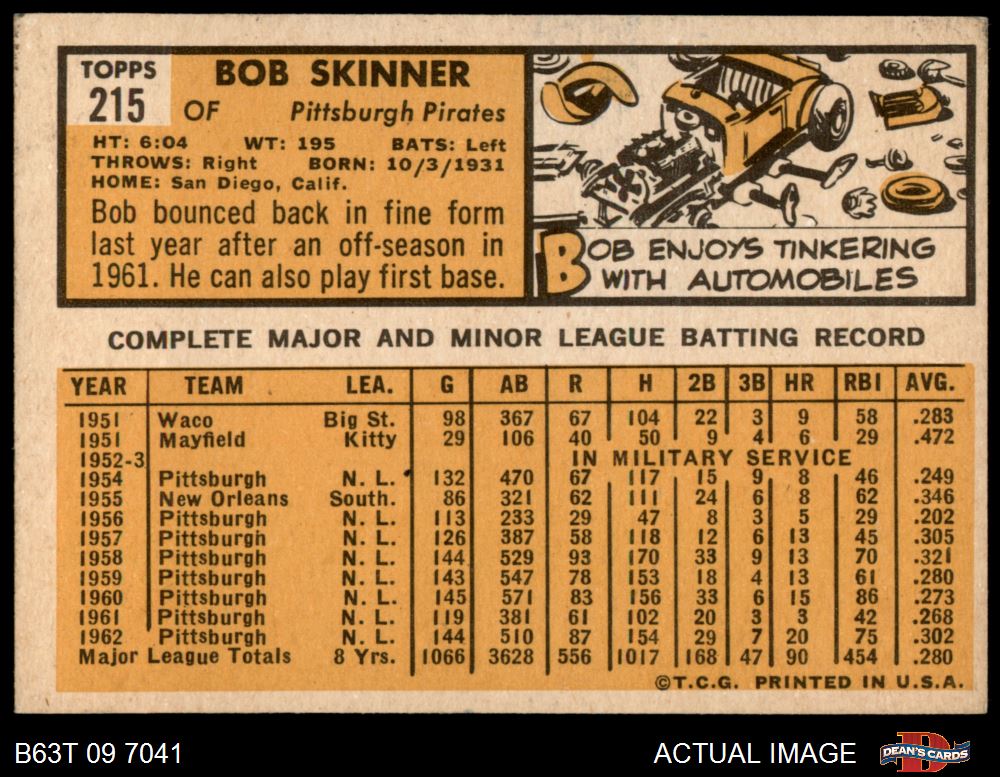 TOPPS
215
BOB SKINNER
OF Pittsburgh Pirates
HT: 6:04 WT: 195 BATS: Left
THROWS: Right BORN: 10/3/1931
HOME: San Diego, Calif.
Bob bounced back in fine form
last year after an off-season in
1961. He can also play first base.
BOB ENJOYS TINKERING
WITH AUTOMOBILES
COMPLETE MAJOR AND MINOR LEAGUE BATTING RECORD
YEAR TEAM LEA. G AB R H 2B 3B HR RBI AVG.
1951 Waco Big St. 98 367 67 104 22 3 9 58 .283
1951 Mayfield Kitty 29 106 40 50 9 4 6 29 .472
1952-3 IN MILITARY SERVICE
1954 Pittsburgh N. L. 132 470 67 117 15 9 8 46 .249
1955 New Orleans South. 86 321 62 111 24 6 8 62 .346
1956 Pittsburgh N. L. 113 233 29 47 8 3 5 29 .202
1957 Pittsburgh N. L. 126 387 58 118 12 6 13 45 .305
1958 Pittsburgh N. L. 144 529 93 170 33 9 13 70 .321
1959 Pittsburgh N. L. 143 547 78 153 18 4 13 61 .280
1960 Pittsburgh N. L. 145 571 83 156 33 6 15 86 .273
1961 Pittsburgh N. L. 119 381 61 102 20 3 3 42 .268
1962 Pittsburgh N. L. 144 510 87 154 29 7 20 75 .302
Major League Totals 8 Yrs. 1066 3628 556 1017 168 47 90 454 .280
©T.C.G. PRINTED IN U.S.A.
B63T 09 7041
ACTUAL IMAGE
DEAN'S CARDS